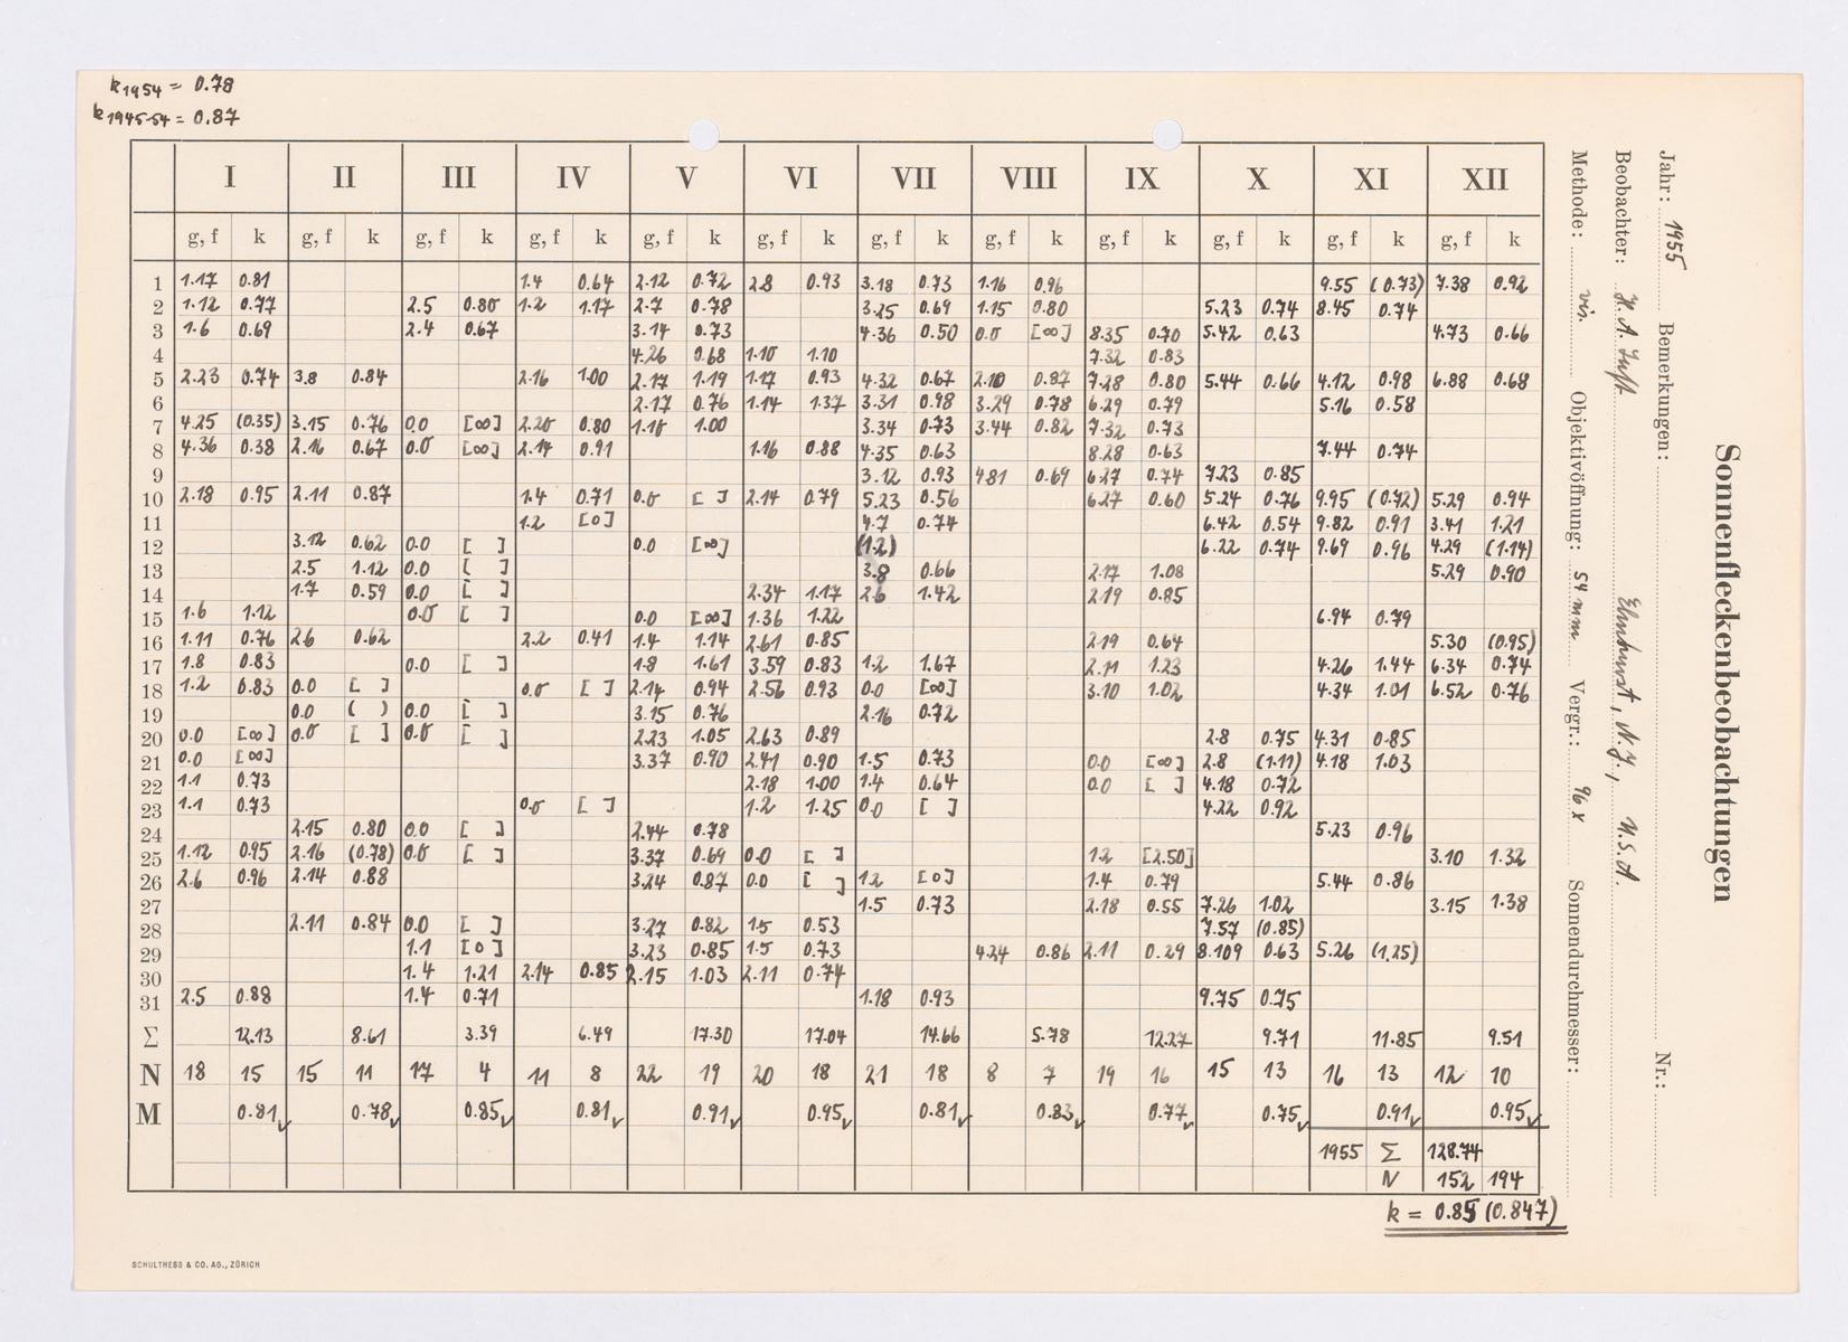 k1954 = 0.78
k1945-54 = 0.87
I II III IV V VI VII VIII IX X XI XII
g, f k g, f k g, f k g, f k g, f k g, f k g, f k g, f k g, f k g, f k g, f k g, f k
1 1.17 0.81 1.4 0.64 2.12 0.72 2.8 0.93 3.18 0.73 1.16 0.96 9.55 (0.73) 7.38 0.92
2 1.12 0.77 2.5 0.80 1.2 1.17 2.7 0.78 3.25 0.69 1.15 0.80 5.23 0.74 8.45 0.74
3 1.6 0.69 2.4 0.67 3.14 0.73 4.36 0.50 0.0 [∞] 8.35 0.70 5.42 0.63 4.73 0.66
4 4.26 0.68 1.10 1.10 7.32 0.83
5 2.23 0.74 3.8 0.84 2.16 1.00 2.17 1.19 1.17 0.93 4.32 0.67 2.10 0.87 7.28 0.80 5.44 0.66 4.12 0.98 6.88 0.68
6 2.17 0.76 1.14 1.37 3.31 0.98 3.29 0.78 6.29 0.79 5.16 0.58
7 4.25 (0.35) 3.15 0.76 0.0 [∞] 2.20 0.80 1.10 1.00 3.34 0.73 3.44 0.82 7.32 0.73
8 4.36 0.38 2.16 0.67 0.0 [∞] 2.14 0.91 1.16 0.88 4.35 0.63 8.28 0.63 7.44 0.74
9 3.12 0.93 4.81 0.69 6.27 0.74 7.23 0.85
10 2.18 0.95 2.11 0.87 1.4 0.71 0.0 [ ] 2.14 0.79 5.23 0.56 6.27 0.60 5.24 0.76 9.95 (0.72) 5.29 0.94
11 1.2 [0] 4.7 0.74 6.42 0.54 9.82 0.91 3.41 1.21
12 3.12 0.62 0.0 [ ] 0.0 [∞] (1.2) 6.22 0.74 9.69 0.96 4.29 (1.14)
13 2.5 1.12 0.0 [ ] 3.8 0.66 2.17 1.08 5.29 0.90
14 1.7 0.59 0.0 [ ] 2.34 1.17 2.6 1.42 2.19 0.85
15 1.6 1.12 0.0 [ ] 0.0 [∞] 1.36 1.22 6.94 0.79
16 1.11 0.76 2.6 0.62 2.2 0.41 1.4 1.14 2.61 0.85 2.19 0.64 5.30 (0.95)
17 1.8 0.83 0.0 [ ] 1.8 1.61 3.59 0.83 1.2 1.67 2.11 1.23 4.26 1.44 6.34 0.74
18 1.2 0.83 0.0 [ ] 0.0 [ ] 2.14 0.94 2.56 0.93 0.0 [∞] 3.10 1.02 4.34 1.01 6.52 0.76
19 0.0 ( ) 0.0 [ ] 3.15 0.76 2.16 0.72
20 0.0 [∞] 0.0 [ ] 0.0 [ ] 2.23 1.05 2.63 0.89 2.8 0.75 4.31 0.85
21 0.0 [∞] 3.37 0.90 2.41 0.90 1.5 0.73 0.0 [∞] 2.8 (1.11) 4.18 1.03
22 1.1 0.73 2.18 1.00 1.4 0.64 0.0 [ ] 4.18 0.72
23 1.1 0.73 0.0 [ ] 1.2 1.25 0.0 [ ] 4.22 0.92
24 2.15 0.80 0.0 [ ] 2.44 0.78 5.23 0.96
25 1.12 0.95 2.16 (0.78) 0.0 [ ] 3.37 0.69 0.0 [ ] 1.2 [2.50] 3.10 1.32
26 2.6 0.96 2.14 0.88 3.24 0.87 0.0 [ ] 1.2 [0] 1.4 0.79 5.44 0.86
27 1.5 0.73 2.18 0.55 7.26 1.02 3.15 1.38
28 2.11 0.84 0.0 [ ] 3.27 0.82 1.5 0.53 7.57 (0.85)
29 1.1 [0] 3.23 0.85 1.5 0.73 4.24 0.86 2.11 0.29 8.109 0.63 5.26 (1.25)
30 1.4 1.21 2.14 0.85 2.15 1.03 2.11 0.74
31 2.5 0.88 1.4 0.71 1.18 0.93 9.75 0.75
Σ 12.13 8.61 3.39 6.49 17.30 17.04 14.66 5.78 12.27 9.71 11.85 9.51
N 18 15 15 11 17 4 11 8 22 19 20 18 21 18 8 7 19 16 15 13 16 13 12 10
M 0.81 0.78 0.85 0.81 0.91 0.95 0.81 0.83 0.77 0.75 0.91 0.95
1955 Σ 128.74
N 152 194
k = 0.85 (0.847)
SCHULTHESS & CO. AG., ZÜRICH
Sonnenfleckenbeobachtungen
Jahr: 1955 Bemerkungen: Nr.:
Beobachter: H. A. Luft Elmhurst, N.Y., U.S.A.
Methode: vis. Objektivöffnung: 54 mm Vergr.: 96 x Sonnendurchmesser: